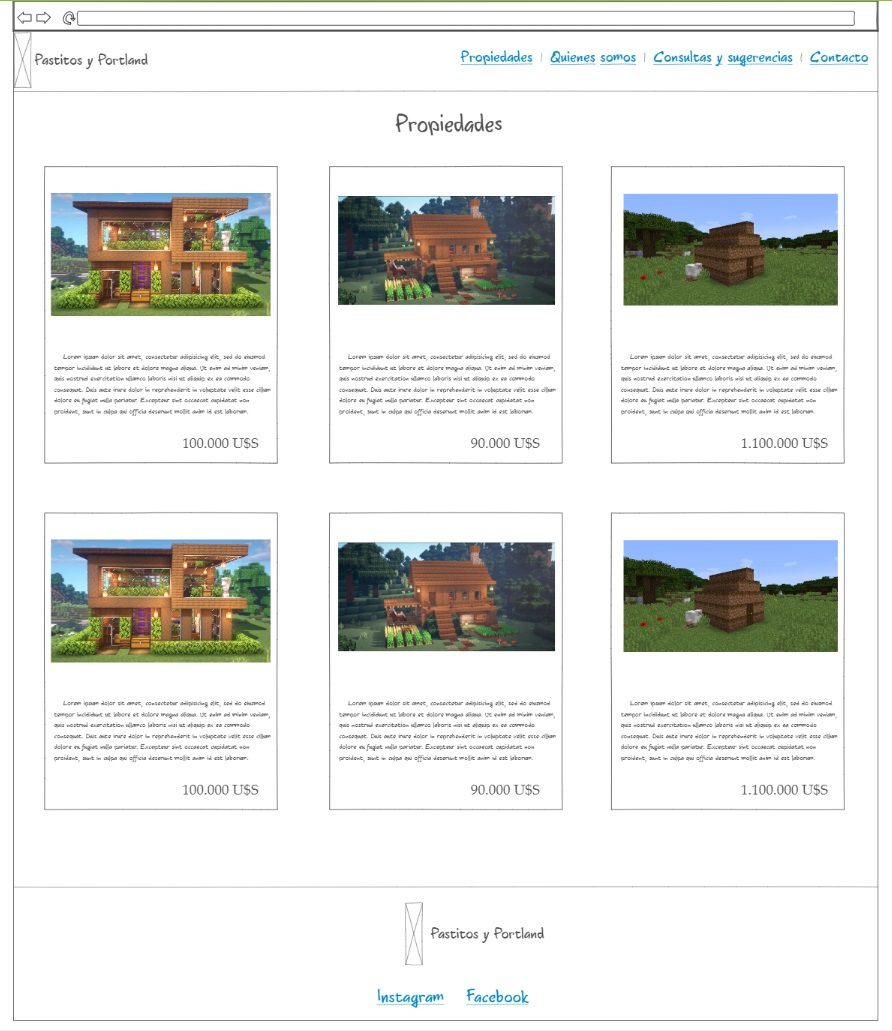 Pastitos y Portland
Propiedades | Quienes somos | Consultas y sugerencias | Contacto
Propiedades
Lorem ipsum dolor sit amet, consectetur adipisicing elit, sed do eiusmod
tempor incididunt ut labore et dolore magna aliqua. Ut enim ad minim veniam,
quis nostrud exercitation ullamco laboris nisi ut aliquip ex ea commodo
consequat. Duis aute irure dolor in reprehenderit in voluptate velit esse cillum
dolore eu fugiat nulla pariatur. Excepteur sint occaecat cupidatat non
proident, sunt in culpa qui officia deserunt mollit anim id est laborum.
100.000 U$S
Lorem ipsum dolor sit amet, consectetur adipisicing elit, sed do eiusmod
tempor incididunt ut labore et dolore magna aliqua. Ut enim ad minim veniam,
quis nostrud exercitation ullamco laboris nisi ut aliquip ex ea commodo
consequat. Duis aute irure dolor in reprehenderit in voluptate velit esse cillum
dolore eu fugiat nulla pariatur. Excepteur sint occaecat cupidatat non
proident, sunt in culpa qui officia deserunt mollit anim id est laborum.
90.000 U$S
Lorem ipsum dolor sit amet, consectetur adipisicing elit, sed do eiusmod
tempor incididunt ut labore et dolore magna aliqua. Ut enim ad minim veniam,
quis nostrud exercitation ullamco laboris nisi ut aliquip ex ea commodo
consequat. Duis aute irure dolor in reprehenderit in voluptate velit esse cillum
dolore eu fugiat nulla pariatur. Excepteur sint occaecat cupidatat non
proident, sunt in culpa qui officia deserunt mollit anim id est laborum.
1.100.000 U$S
Lorem ipsum dolor sit amet, consectetur adipisicing elit, sed do eiusmod
tempor incididunt ut labore et dolore magna aliqua. Ut enim ad minim veniam,
quis nostrud exercitation ullamco laboris nisi ut aliquip ex ea commodo
consequat. Duis aute irure dolor in reprehenderit in voluptate velit esse cillum
dolore eu fugiat nulla pariatur. Excepteur sint occaecat cupidatat non
proident, sunt in culpa qui officia deserunt mollit anim id est laborum.
100.000 U$S
Lorem ipsum dolor sit amet, consectetur adipisicing elit, sed do eiusmod
tempor incididunt ut labore et dolore magna aliqua. Ut enim ad minim veniam,
quis nostrud exercitation ullamco laboris nisi ut aliquip ex ea commodo
consequat. Duis aute irure dolor in reprehenderit in voluptate velit esse cillum
dolore eu fugiat nulla pariatur. Excepteur sint occaecat cupidatat non
proident, sunt in culpa qui officia deserunt mollit anim id est laborum.
90.000 U$S
Lorem ipsum dolor sit amet, consectetur adipisicing elit, sed do eiusmod
tempor incididunt ut labore et dolore magna aliqua. Ut enim ad minim veniam,
quis nostrud exercitation ullamco laboris nisi ut aliquip ex ea commodo
consequat. Duis aute irure dolor in reprehenderit in voluptate velit esse cillum
dolore eu fugiat nulla pariatur. Excepteur sint occaecat cupidatat non
proident, sunt in culpa qui officia deserunt mollit anim id est laborum.
1.100.000 U$S
Pastitos y Portland
Instagram Facebook